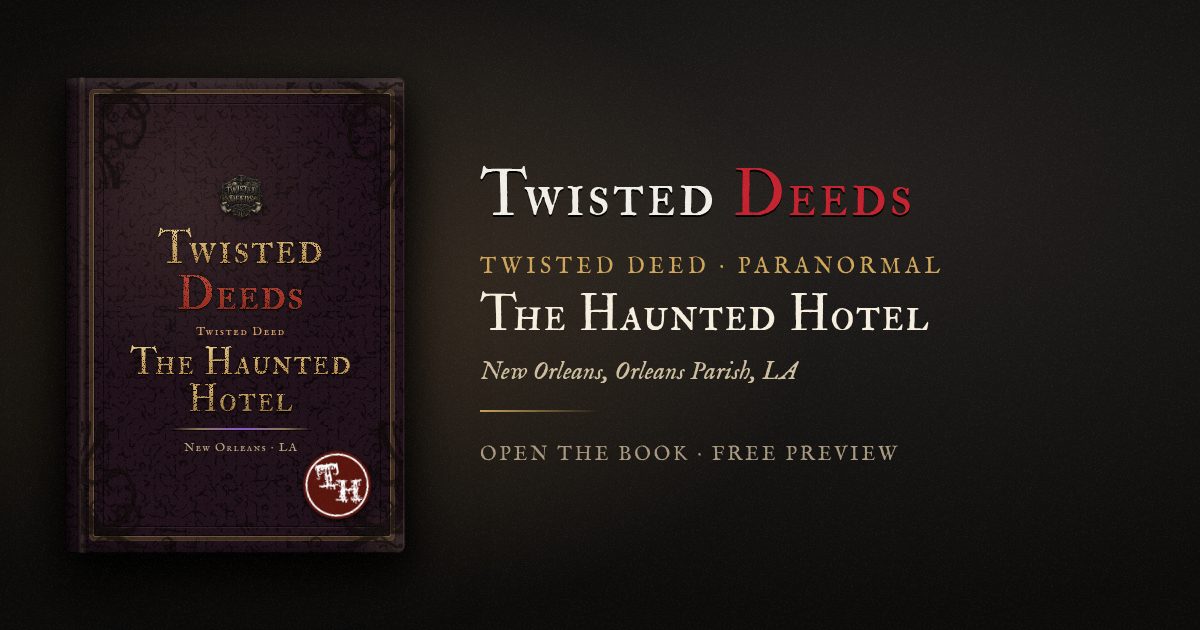 Twisted
Deeds
Twisted Deed
The Haunted
Hotel
New Orleans · LA
TH
Twisted Deeds
TWISTED DEED · PARANORMAL
The Haunted Hotel
New Orleans, Orleans Parish, LA
OPEN THE BOOK · FREE PREVIEW